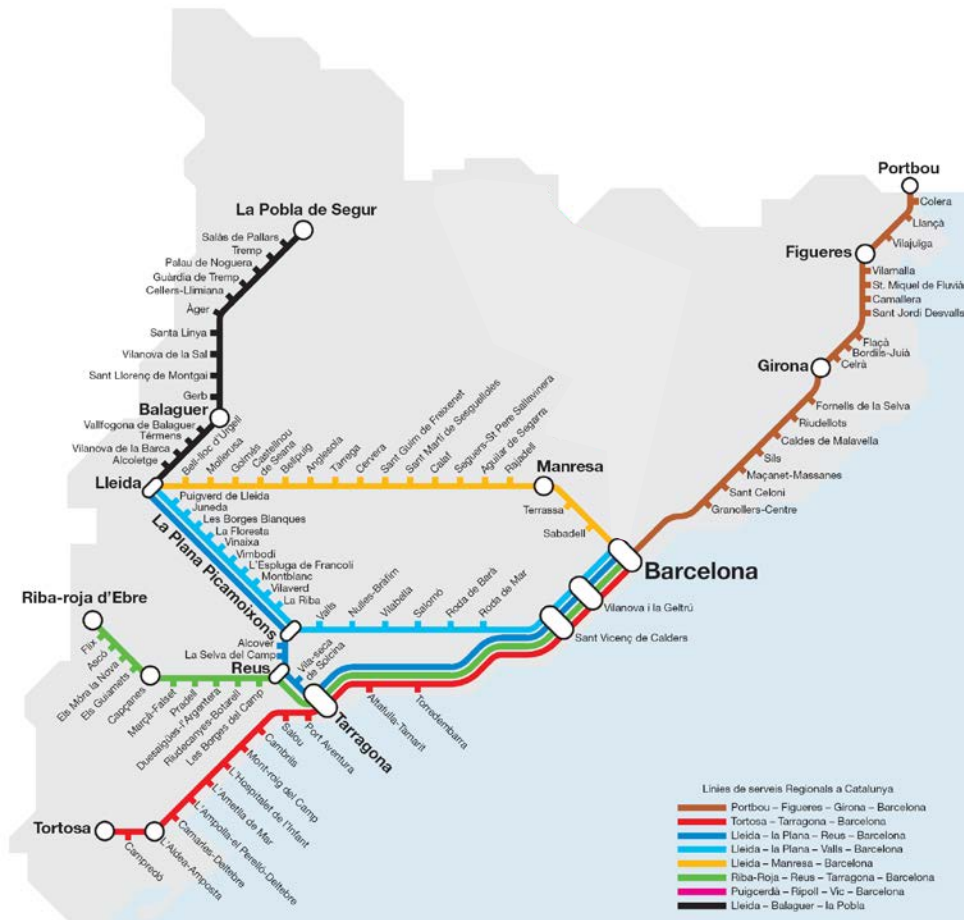 Portbou
Colera
Llançà
Vilajuïga
La Pobla de Segur
Salàs de Pallars
Tremp
Palau de Noguera
Guàrdia de Tremp
Cellers-Llimiana
Àger
Santa Linya
Vilanova de la Sal
Sant Llorenç de Montgai
Gerb
Balaguer
Vallfogona de Balaguer
Térmens
Vilanova de la Barca
Alcoletge
Lleida
Figueres
Vilamalla
St. Miquel de Fluvià
Camallera
Sant Jordi Desvalls
Flaçà
Bordils-Juià
Celrà
Girona
Fornells de la Selva
Riudellots
Caldes de Malavella
Sils
Maçanet-Massanes
Sant Celoni
Granollers-Centre
Bell-lloc d'Urgell
Mollerusa
Golmés
Castellnou
de Seana
Bellpuig
Anglesola
Tàrrega
Cervera
Sant Guim de Freixenet
Sant Martí de Sesgueioles
Calaf
Seguers-St Pere Sallavinera
Aguilar de Segarra
Rajadell
Manresa
Terrassa
Sabadell
Barcelona
Puigverd de Lleida
Juneda
Les Borges Blanques
La Floresta
Vinaixa
Vimbodí
L'Espluga de Francolí
Montblanc
Vilaverd
La Riba
La Plana Picamoixons
Valls
Nulles-Bràfim
Vilabella
Salomó
Roda de Barà
Roda de Mar
Vilanova i la Geltrú
Sant Vicenç de Calders
Riba-roja d'Ebre
Flix
Ascó
Els Móra la Nova
Els Guiamets
Capçanes
Marçà-Falset
Pradell
Duesaigües-l'Argentera
Riudecanyes-Botarell
Les Borges del Camp
Alcover
La Selva del Camp
Reus
Vila-seca
de Solcina
Tarragona
Altafulla-Tamarit
Torredembarra
Port Aventura
Salou
Cambrils
Mont-roig del Camp
L'Hospitalet de l'Infant
L'Ametlla de Mar
L'Ampolla-el Perelló-Deltebre
Camarles-Deltebre
L'Aldea-Amposta
Campredó
Tortosa
Línies de serveis Regionals a Catalunya
Portbou – Figueres – Girona – Barcelona
Tortosa – Tarragona – Barcelona
Lleida – la Plana – Reus – Barcelona
Lleida – la Plana – Valls – Barcelona
Lleida – Manresa – Barcelona
Riba-Roja – Reus – Tarragona – Barcelona
Puigcerdà – Ripoll – Vic – Barcelona
Lleida – Balaguer – la Pobla